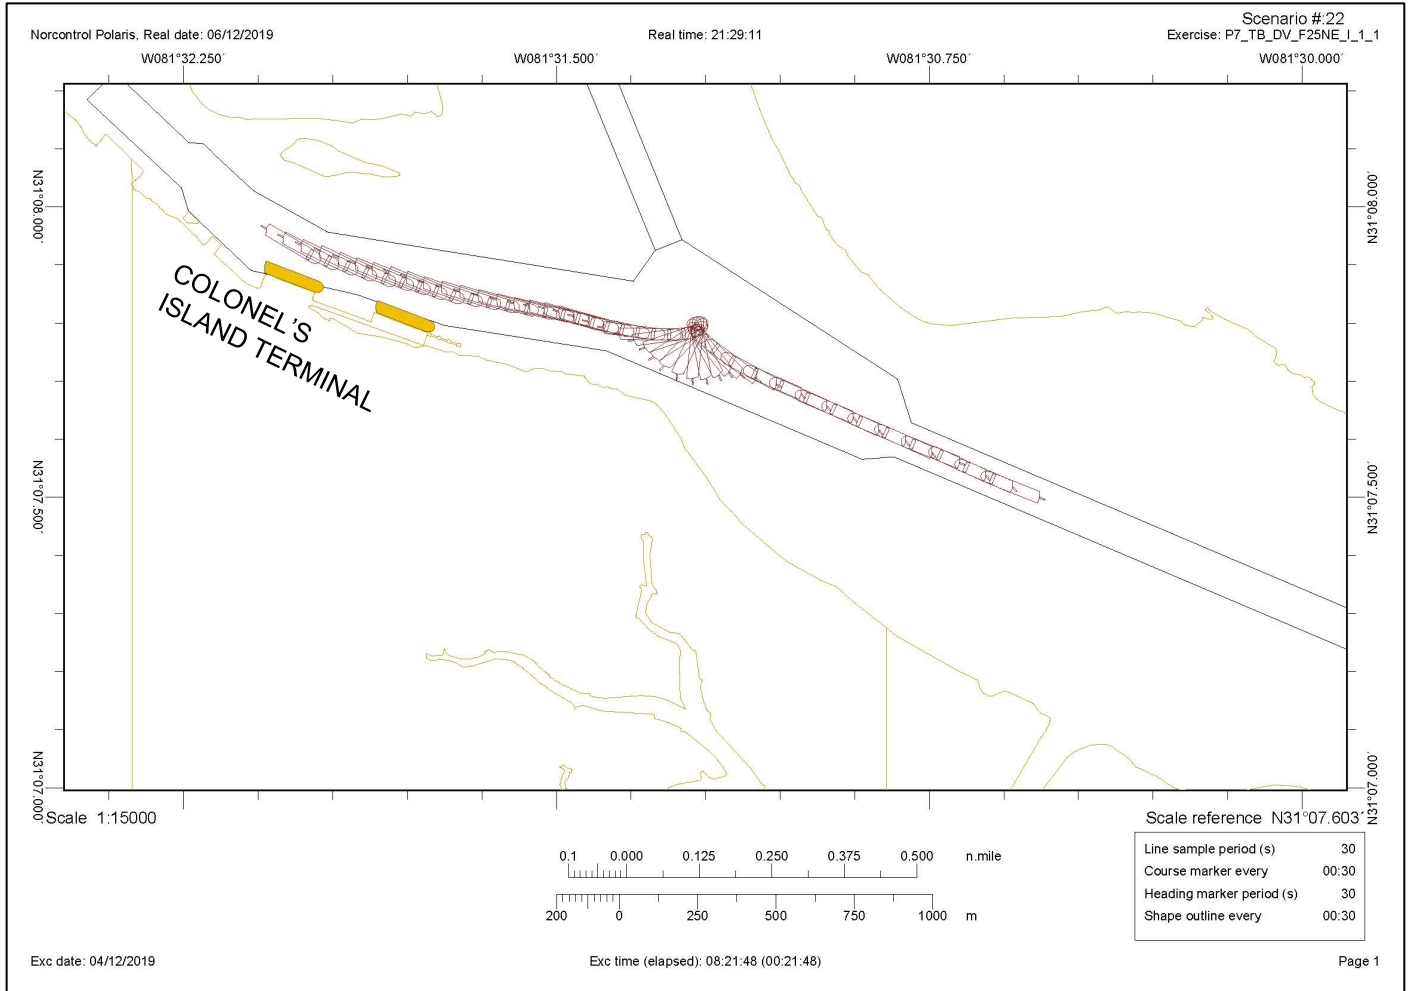 Scenario #:22
Norcontrol Polaris, Real date: 06/12/2019 Real time: 21:29:11 Exercise: P7_TB_DV_F25NE_I_1_1
W081°32.250′ W081°31.500′ W081°30.750′ W081°30.000′
N31°08.000′ N31°08.000′
COLONEL'S
ISLAND TERMINAL
N31°07.500′ N31°07.500′
N31°07.000′ N31°07.000′
Scale 1:15000 Scale reference N31°07.603′
0.1 0.000 0.125 0.250 0.375 0.500 n.mile
200 0 250 500 750 1000 m
Line sample period (s) 30
Course marker every 00:30
Heading marker period (s) 30
Shape outline every 00:30
Exc date: 04/12/2019 Exc time (elapsed): 08:21:48 (00:21:48) Page 1